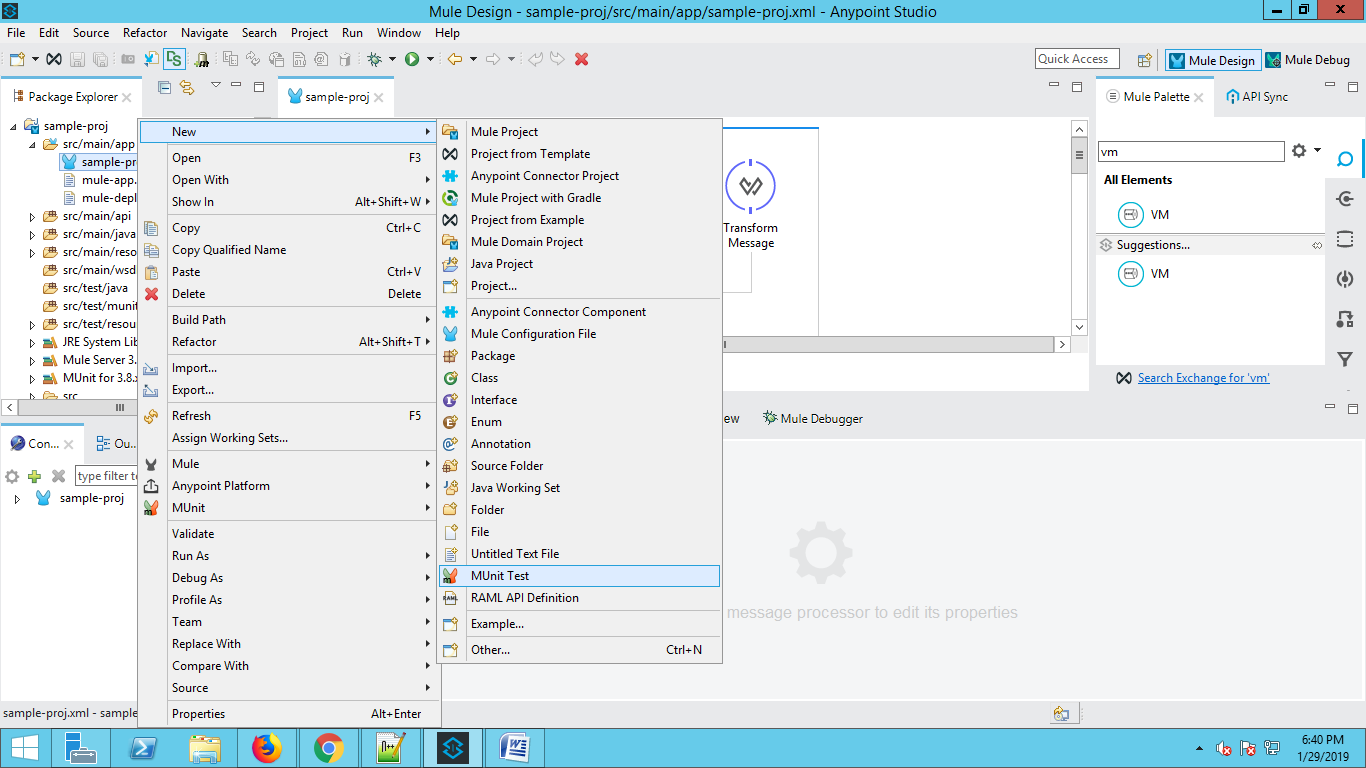 Mule Design - sample-proj/src/main/app/sample-proj.xml - Anypoint Studio
File Edit Source Refactor Navigate Search Project Run Window Help
Quick Access
Mule Design
Mule Debug
Package Explorer
sample-proj
src/main/app
sample-pr
mule-app.
mule-depl
src/main/api
src/main/java
src/main/reso
src/main/wsd
src/test/java
src/test/munit
src/test/resou
JRE System Lib
Mule Server 3.
MUnit for 3.8.x
src
sample-proj
New
Open F3
Open With
Show In Alt+Shift+W
Copy Ctrl+C
Copy Qualified Name
Paste Ctrl+V
Delete Delete
Build Path
Refactor Alt+Shift+T
Import...
Export...
Refresh F5
Assign Working Sets...
Mule
Anypoint Platform
MUnit
Validate
Run As
Debug As
Profile As
Team
Replace With
Compare With
Source
Properties Alt+Enter
Mule Project
Project from Template
Anypoint Connector Project
Mule Project with Gradle
Project from Example
Mule Domain Project
Java Project
Project...
Anypoint Connector Component
Mule Configuration File
Package
Class
Interface
Enum
Annotation
Source Folder
Java Working Set
Folder
File
Untitled Text File
MUnit Test
RAML API Definition
Example...
Other... Ctrl+N
Transform
Message
Mule Palette
API Sync
vm
All Elements
VM
Suggestions...
VM
Search Exchange for 'vm'
ew
Mule Debugger
message processor to edit its properties
Con...
Ou...
type filter te
sample-proj
sample-proj.xml - sample
6:40 PM
1/29/2019